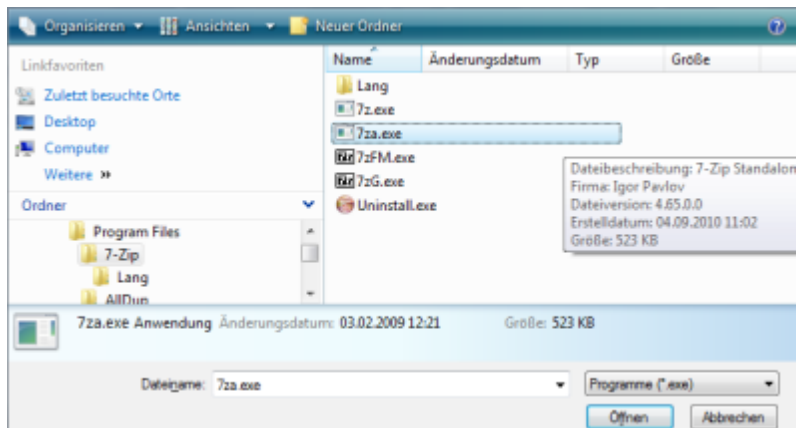 Organisieren Ansichten Neuer Ordner
Linkfavoriten
Zuletzt besuchte Orte
Desktop
Computer
Weitere »
Ordner
Program Files
7-Zip
Lang
AllDup
Name Änderungsdatum Typ Größe
Lang
7z.exe
7za.exe
7zFM.exe
7zG.exe
Uninstall.exe
Dateibeschreibung: 7-Zip Standalon
Firma: Igor Pavlov
Dateiversion: 4.65.0.0
Erstelldatum: 04.09.2010 11:02
Größe: 523 KB
7za.exe Anwendung Änderungsdatum: 03.02.2009 12:21 Größe: 523 KB
Dateiname: 7za.exe Programme (*.exe)
Öffnen Abbrechen